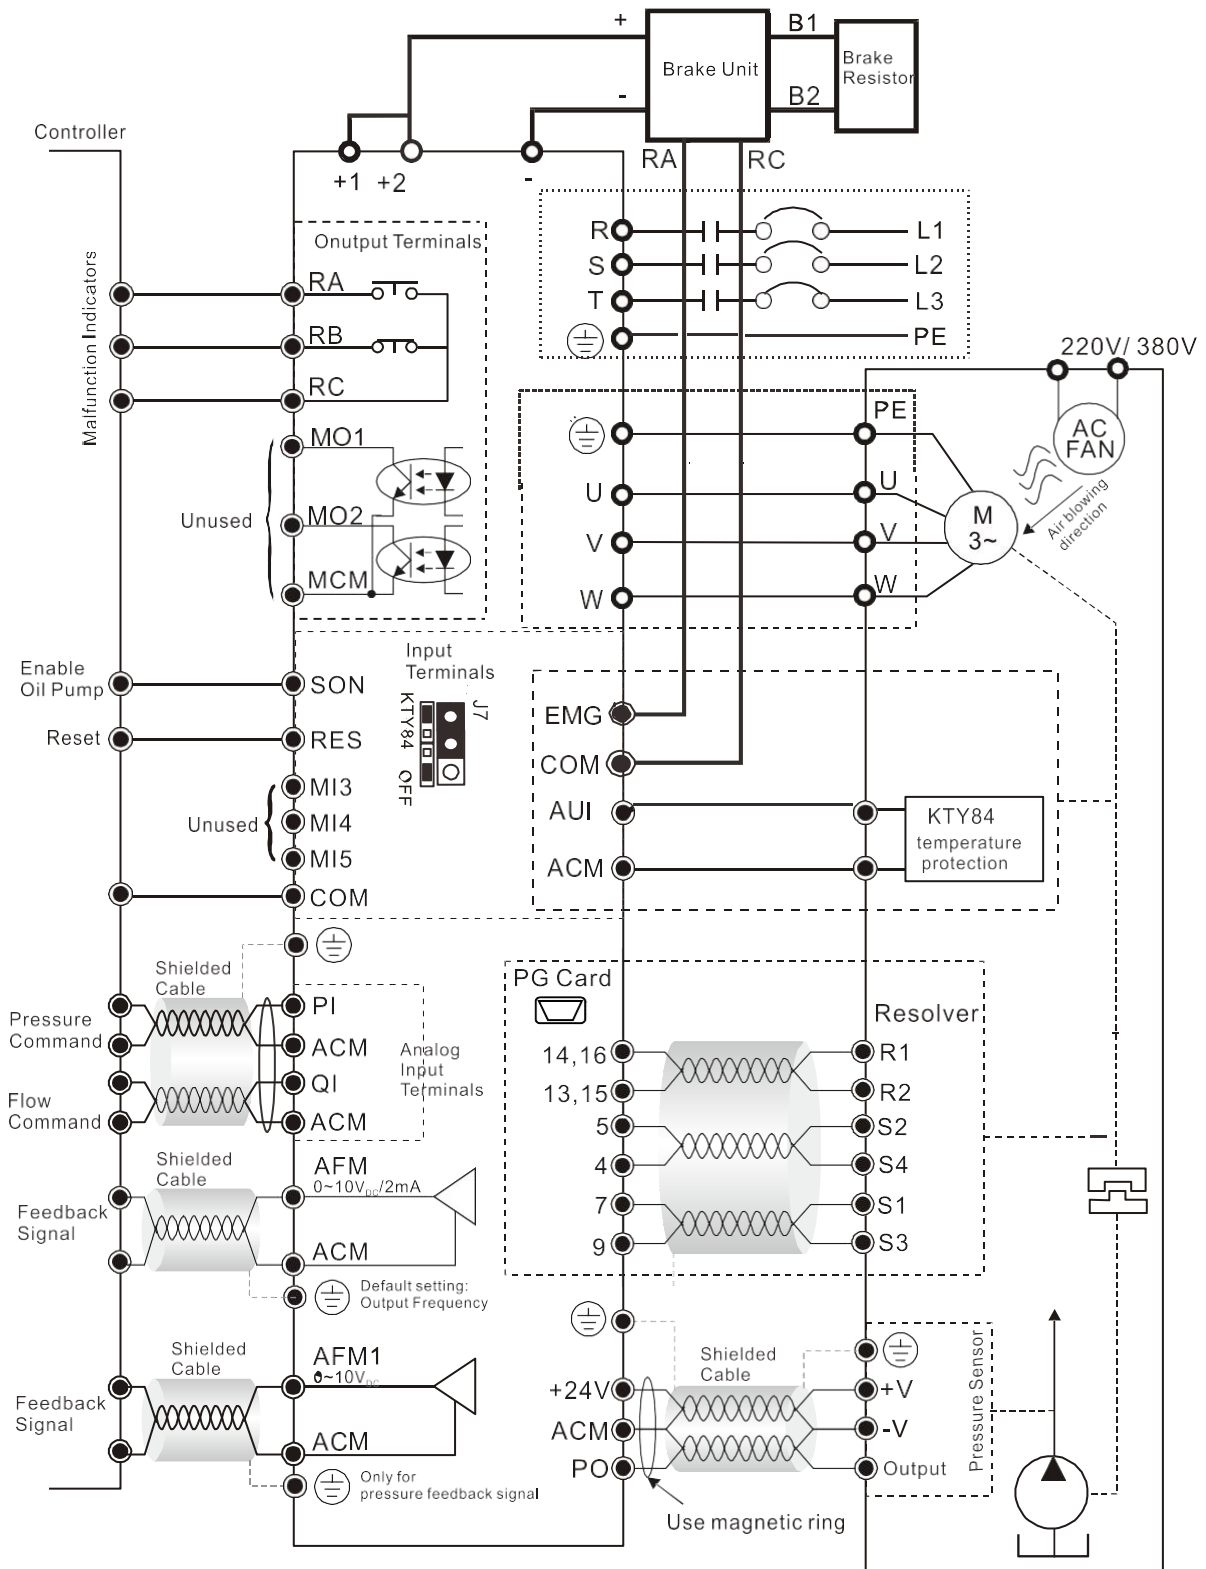 +
B1
Brake Unit
Brake
Resistor
-
B2
Controller
RA
RC
+1
+2
-
Malfunction Indicators
Onutput Terminals
RA
RB
RC
MO1
Unused
MO2
MCM
R
L1
S
L2
T
L3
PE
220V/ 380V
PE
AC
FAN
U
U
M
3~
Air blowing
direction
V
V
W
W
Enable
Oil Pump
SON
Input
Terminals
KTY84
OFF
J7
Reset
RES
MI3
Unused
MI4
MI5
COM
EMG
COM
AUI
KTY84
temperature
protection
ACM
Shielded
Cable
Pressure
Command
PI
ACM
Analog
Input
Terminals
Flow
Command
QI
ACM
PG Card
Resolver
14,16
R1
13,15
R2
5
S2
4
S4
7
S1
9
S3
Shielded
Cable
AFM
0~10VDC/2mA
Feedback
Signal
ACM
Default setting:
Output Frequency
Shielded
Cable
AFM1
0~10VDC
Feedback
Signal
ACM
Only for
pressure feedback signal
Shielded
Cable
+24V
+V
ACM
-V
PO
Output
Pressure Sensor
Use magnetic ring